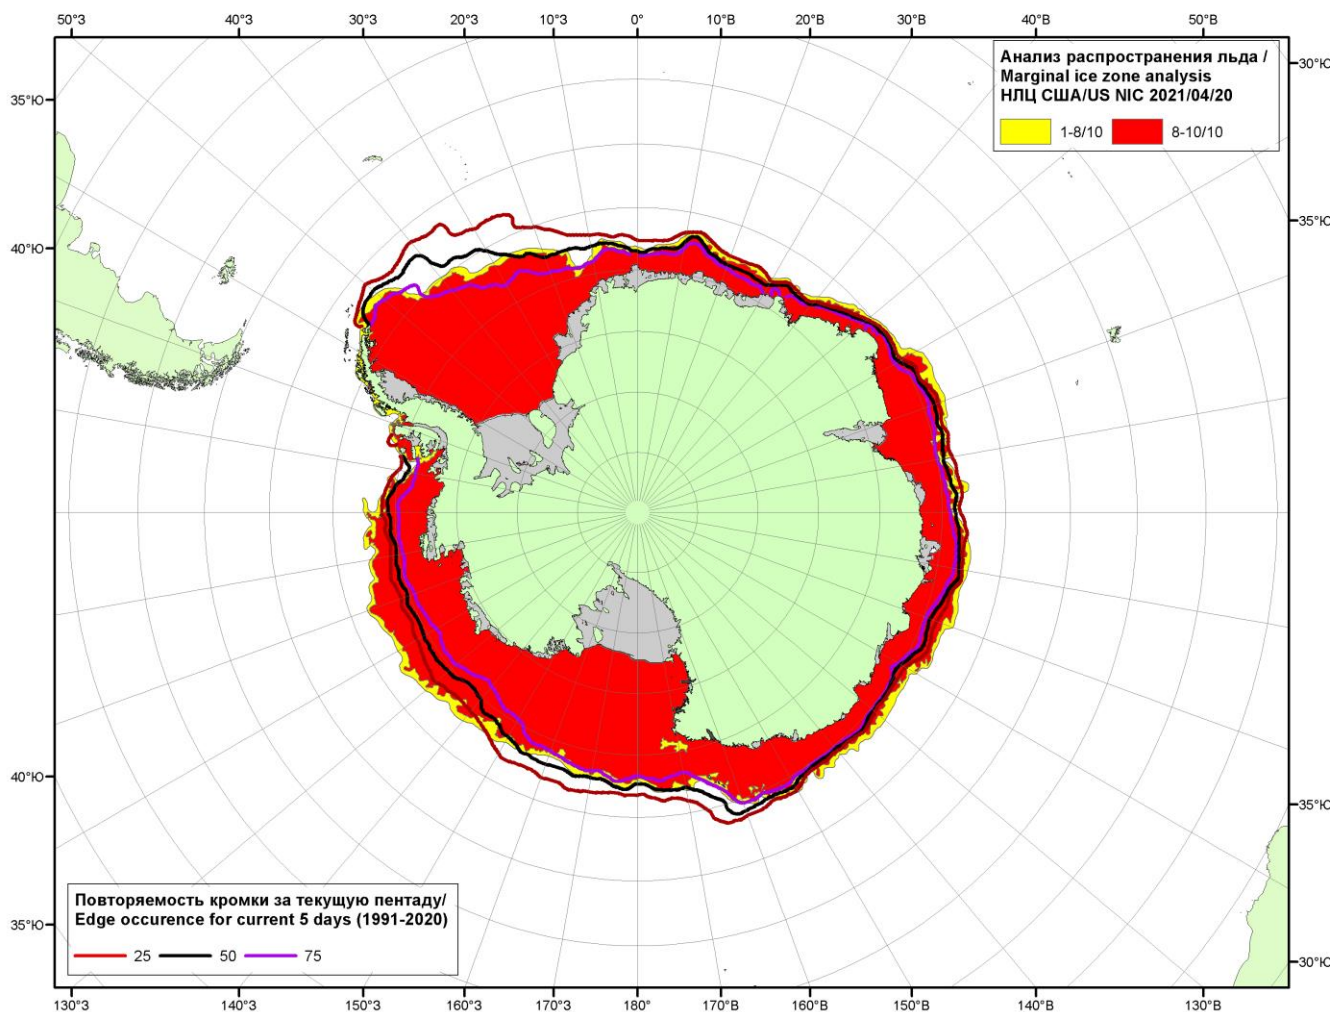 50°З 40°З 30°З 20°З 10°З 0° 10°В 20°В 30°В 40°В 50°В
Анализ распространения льда /
Marginal ice zone analysis
НЛЦ США/US NIC 2021/04/20
1-8/10 8-10/10
30°Ю
35°Ю
35°Ю
40°Ю
40°Ю
35°Ю
35°Ю
30°Ю
Повторяемость кромки за текущую пентаду/
Edge occurence for current 5 days (1991-2020)
25 50 75
130°З 140°З 150°З 160°З 170°З 180° 170°В 160°В 150°В 140°В 130°В